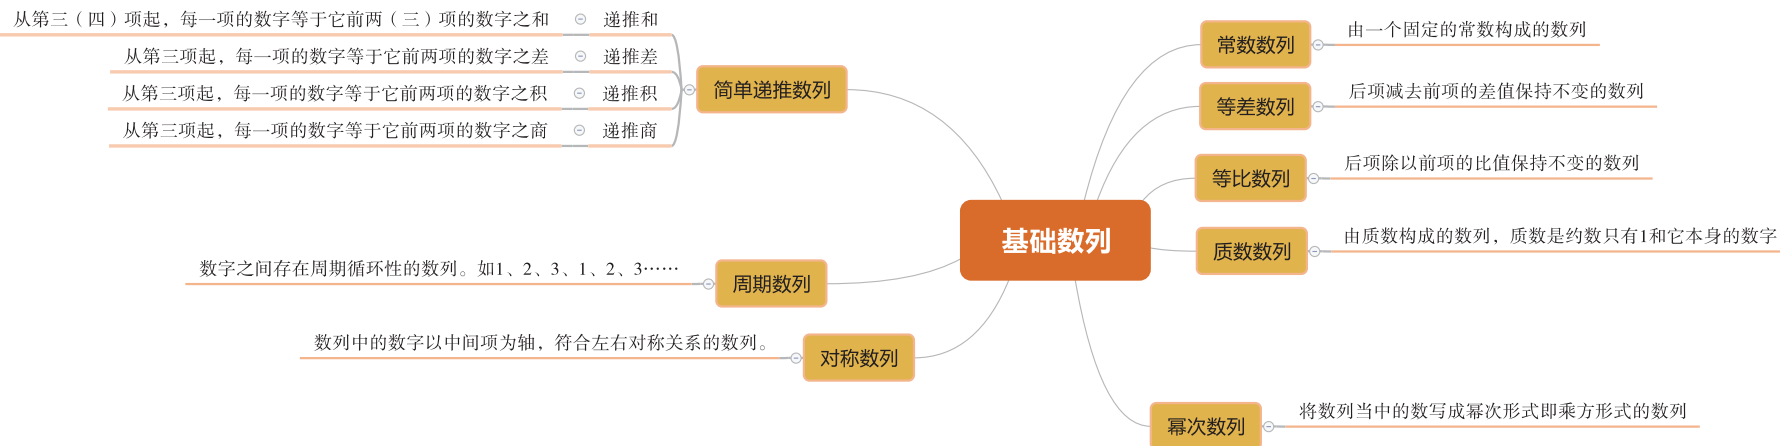 基础数列
常数数列
由一个固定的常数构成的数列
等差数列
后项减去前项的差值保持不变的数列
等比数列
后项除以前项的比值保持不变的数列
质数数列
由质数构成的数列，质数是约数只有1和它本身的数字
幂次数列
将数列当中的数写成幂次形式即乘方形式的数列
简单递推数列
递推和
从第三（四）项起，每一项的数字等于它前两（三）项的数字之和
递推差
从第三项起，每一项的数字等于它前两项的数字之差
递推积
从第三项起，每一项的数字等于它前两项的数字之积
递推商
从第三项起，每一项的数字等于它前两项的数字之商
周期数列
数字之间存在周期循环性的数列。如1、2、3、1、2、3……
对称数列
数列中的数字以中间项为轴，符合左右对称关系的数列。